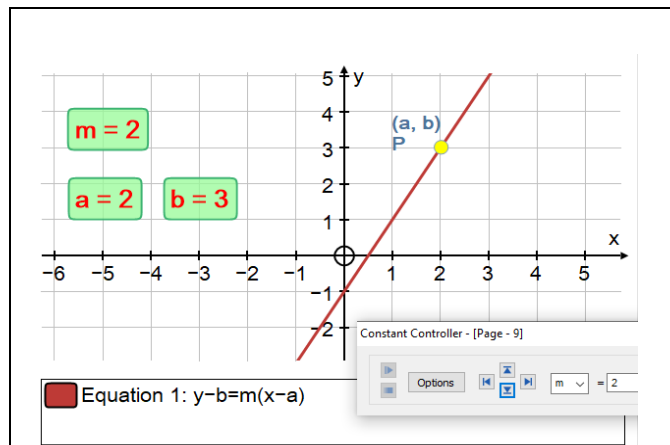 5 y
4
(a, b)
m = 2
P
3
2
a = 2
b = 3
1
x
−6 −5 −4 −3 −2 −1 1 2 3 4 5
−1
−2
Constant Controller - [Page - 9]
Options
m = 2
Equation 1: y−b=m(x−a)